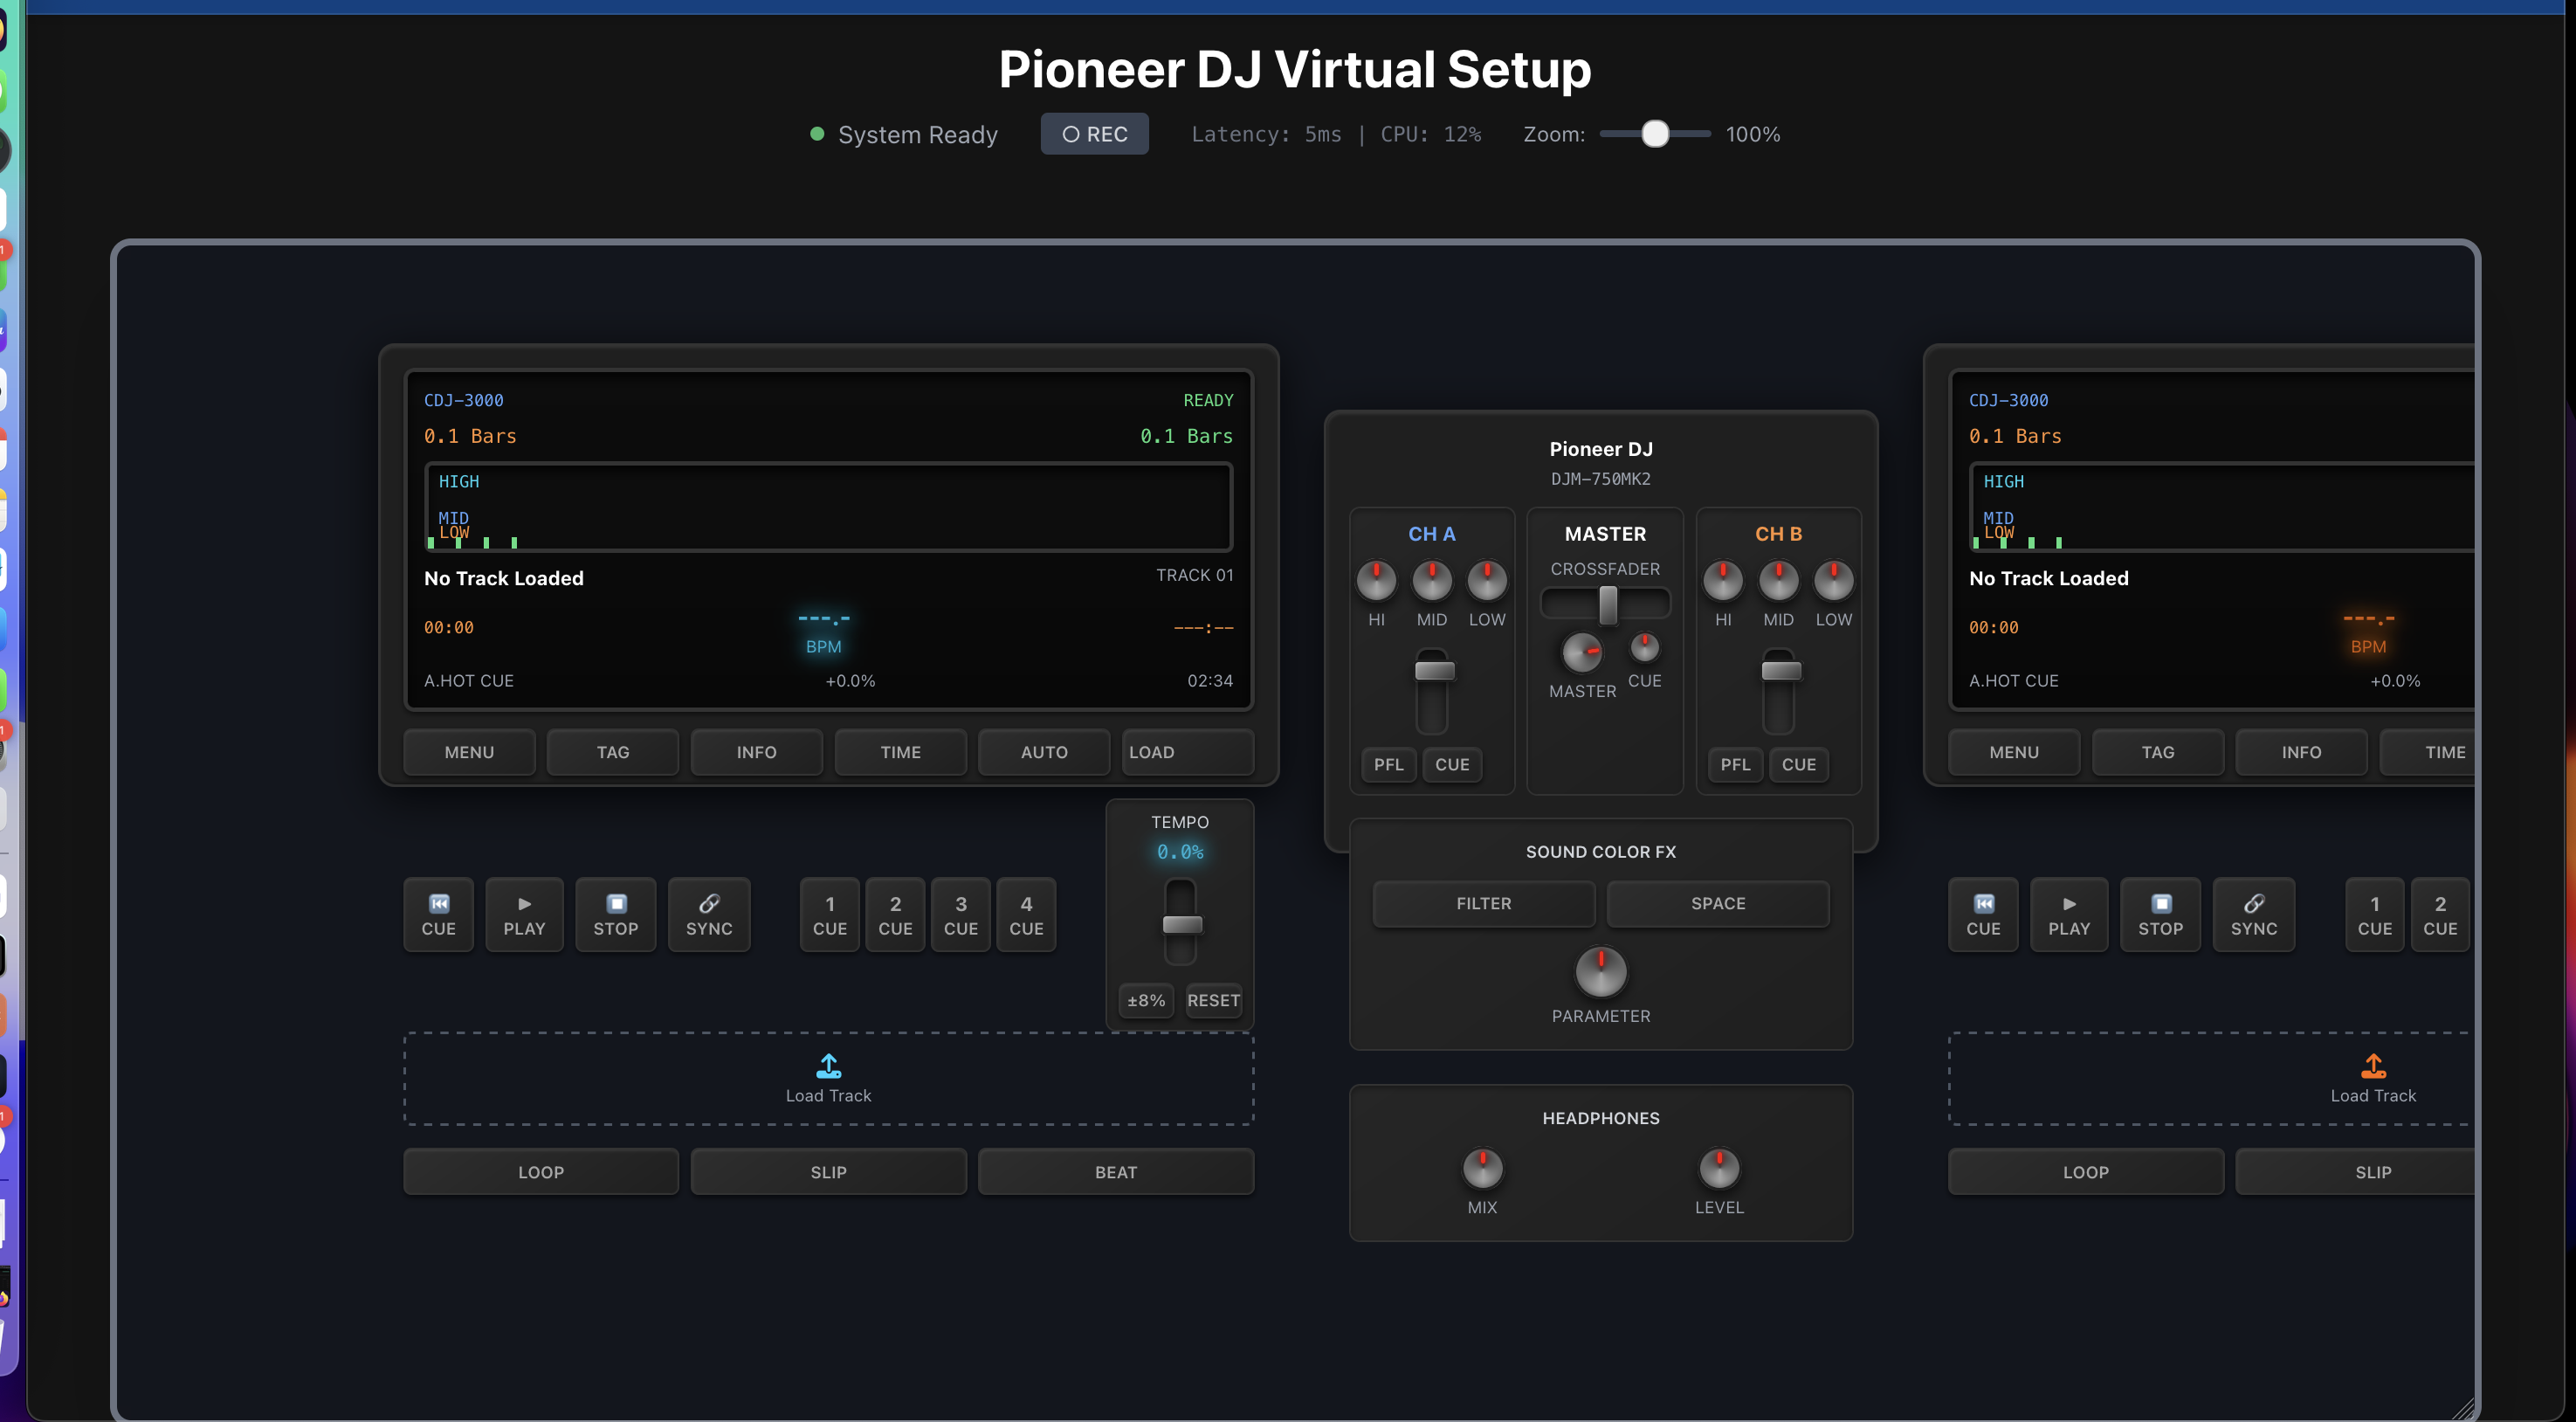 Pioneer DJ Virtual Setup
System Ready
REC
Latency: 5ms | CPU: 12%
Zoom:
100%
CDJ-3000
READY
0.1 Bars
0.1 Bars
HIGH
MID
LOW
No Track Loaded
TRACK 01
00:00
---.-
BPM
---:--
A.HOT CUE
+0.0%
02:34
MENU
TAG
INFO
TIME
AUTO
LOAD
TEMPO
0.0%
CUE
PLAY
STOP
SYNC
1
CUE
2
CUE
3
CUE
4
CUE
±8%
RESET
Load Track
LOOP
SLIP
BEAT
Pioneer DJ
DJM-750MK2
CH A
HI
MID
LOW
PFL
CUE
MASTER
CROSSFADER
MASTER
CUE
CH B
HI
MID
LOW
PFL
CUE
SOUND COLOR FX
FILTER
SPACE
PARAMETER
HEADPHONES
MIX
LEVEL
CDJ-3000
0.1 Bars
HIGH
MID
LOW
No Track Loaded
00:00
---.-
BPM
A.HOT CUE
+0.0%
MENU
TAG
INFO
TIME
CUE
PLAY
STOP
SYNC
1
CUE
2
CUE
Load Track
LOOP
SLIP